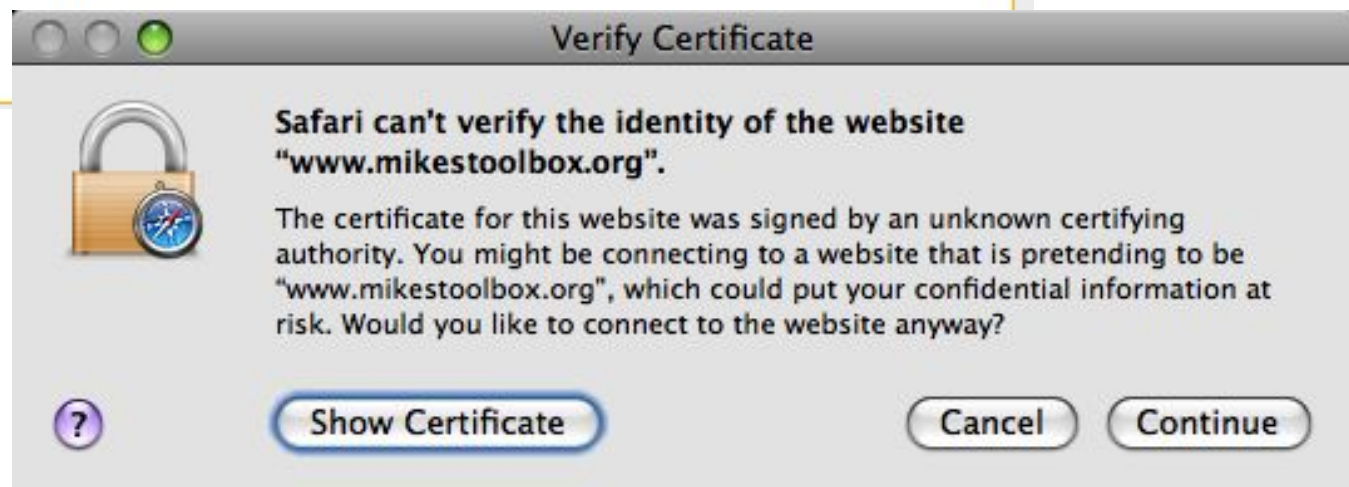 Verify Certificate
Safari can't verify the identity of the website
“www.mikestoolbox.org”.
The certificate for this website was signed by an unknown certifying
authority. You might be connecting to a website that is pretending to be
“www.mikestoolbox.org”, which could put your confidential information at
risk. Would you like to connect to the website anyway?
?
Show Certificate
Cancel
Continue